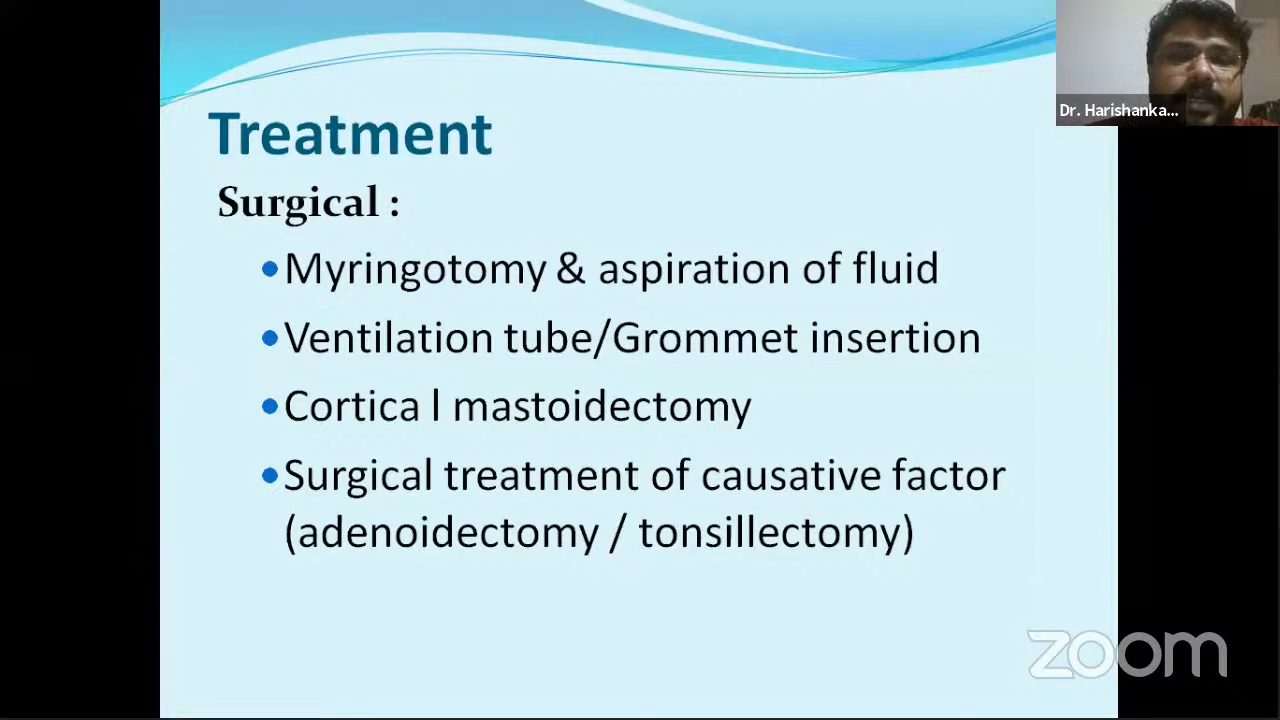 Dr. Harishanka...
Treatment
Surgical :
•Myringotomy & aspiration of fluid
•Ventilation tube/Grommet insertion
•Cortica l mastoidectomy
•Surgical treatment of causative factor
(adenoidectomy / tonsillectomy)
zoom